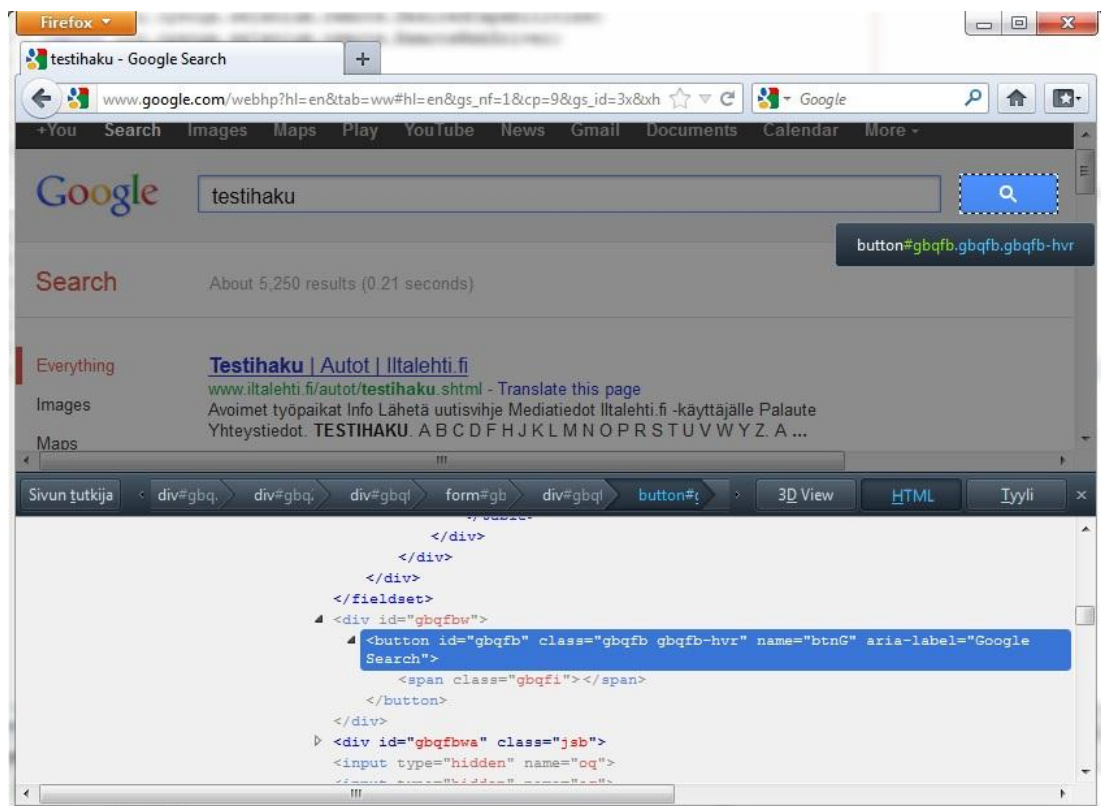 Firefox
testihaku - Google Search +
www.google.com/webhp?hl=en&tab=ww#hl=en&gs_nf=1&cp=9&gs_id=3x&xh Google
+You Search Images Maps Play YouTube News Gmail Documents Calendar More
Google testihaku
button#gbqfb.gbqfb.gbqfb-hvr
Search About 5,250 results (0.21 seconds)
Everything Testihaku | Autot | Iltalehti.fi
www.iltalehti.fi/autot/testihaku.shtml - Translate this page
Images Avoimet työpaikat Info Lähetä uutisvihje Mediatiedot Iltalehti.fi -käyttäjälle Palaute
Maps Yhteystiedot. TESTIHAKU. A B C D F H J K L M N O P R S T U V W Y Z. A ...
Sivun tutkija div#gbq. div#gbq. div#gbqf form#gb div#gbqf button#g 3D View HTML Tyyli
</div>
</div>
</div>
</fieldset>
<div id="gbqfbw">
<button id="gbqfb" class="gbqfb gbqfb-hvr" name="btnG" aria-label="Google
Search">
<span class="gbqfi"></span>
</button>
</div>
<div id="gbqfbwa" class="jsb">
<input type="hidden" name="oq">